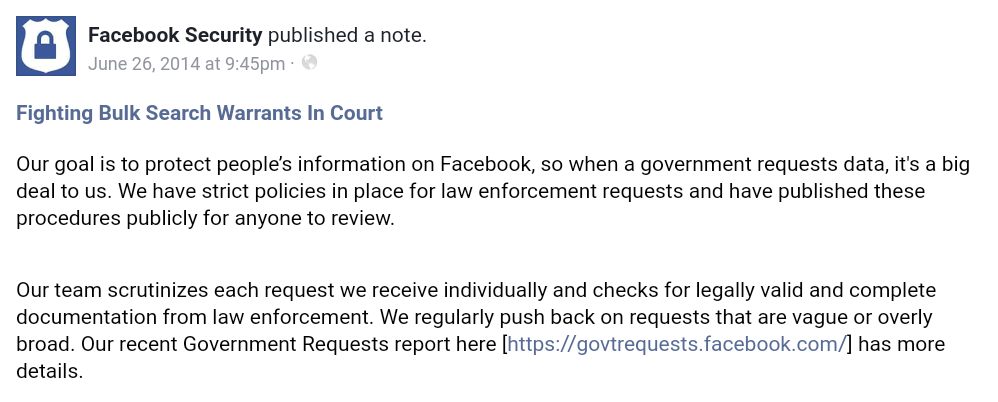 Facebook Security published a note.
June 26, 2014 at 9:45pm ·
Fighting Bulk Search Warrants In Court
Our goal is to protect people’s information on Facebook, so when a government requests data, it's a big
deal to us. We have strict policies in place for law enforcement requests and have published these
procedures publicly for anyone to review.
Our team scrutinizes each request we receive individually and checks for legally valid and complete
documentation from law enforcement. We regularly push back on requests that are vague or overly
broad. Our recent Government Requests report here [https://govtrequests.facebook.com/] has more
details.